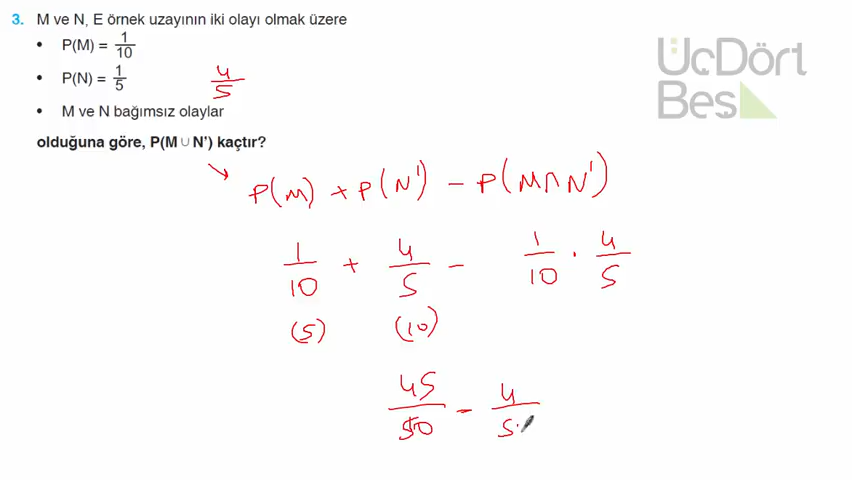 3. M ve N, E örnek uzayının iki olayı olmak üzere
• P(M) = 1/10
• P(N) = 1/5
4/5
• M ve N bağımsız olaylar
olduğuna göre, P(M ∪ N') kaçtır?
ÜçDört
Beş
P(M) + P(N') - P(M∩N')
1/10 + 4/5 - 1/10 · 4/5
(5) (10)
45/50 - 4/5